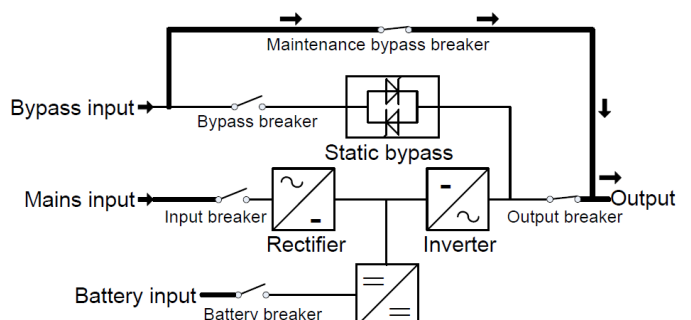 Maintenance bypass breaker
Bypass input
Bypass breaker
Static bypass
Mains input
Input breaker
Rectifier
Inverter
Output breaker
Output
Battery input
Battery breaker